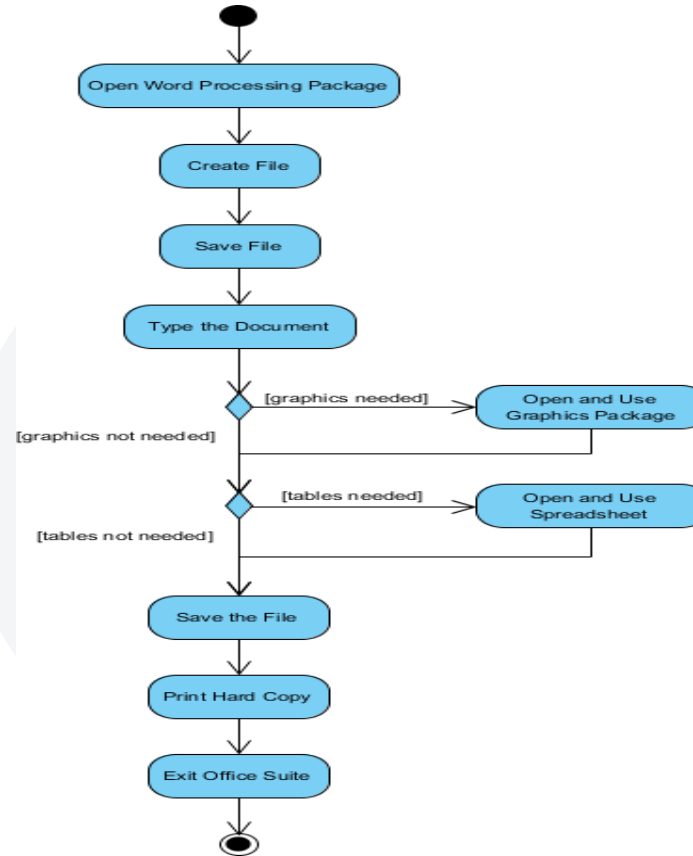 Open Word Processing Package
Create File
Save File
Type the Document
[graphics needed]
Open and Use
Graphics Package
[graphics not needed]
[tables needed]
Open and Use
Spreadsheet
[tables not needed]
Save the File
Print Hard Copy
Exit Office Suite